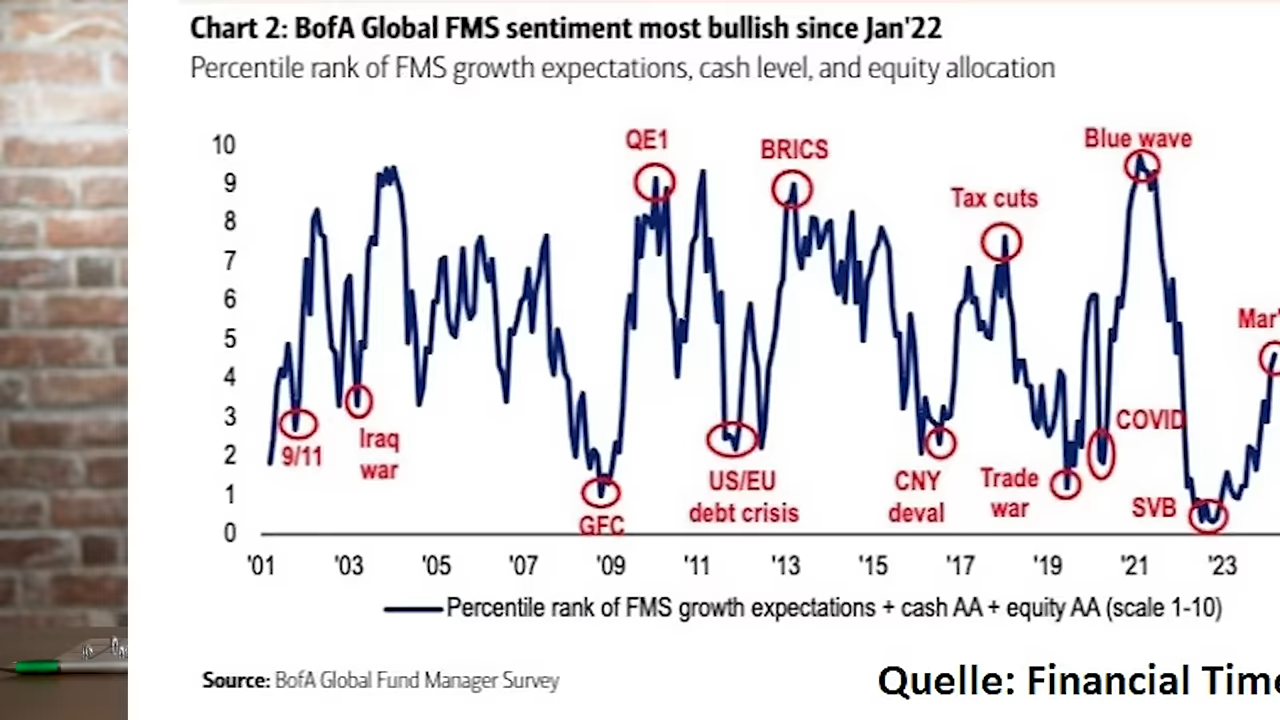 Chart 2: BofA Global FMS sentiment most bullish since Jan'22
Percentile rank of FMS growth expectations, cash level, and equity allocation
10
9
8
7
6
5
4
3
2
1
0
QE1
BRICS
Blue wave
Tax cuts
Mar'
9/11
Iraq
war
GFC
US/EU
debt crisis
CNY
deval
Trade
war
COVID
SVB
'01 '03 '05 '07 '09 '11 '13 '15 '17 '19 '21 '23
Percentile rank of FMS growth expectations + cash AA + equity AA (scale 1-10)
Source: BofA Global Fund Manager Survey
Quelle: Financial Time